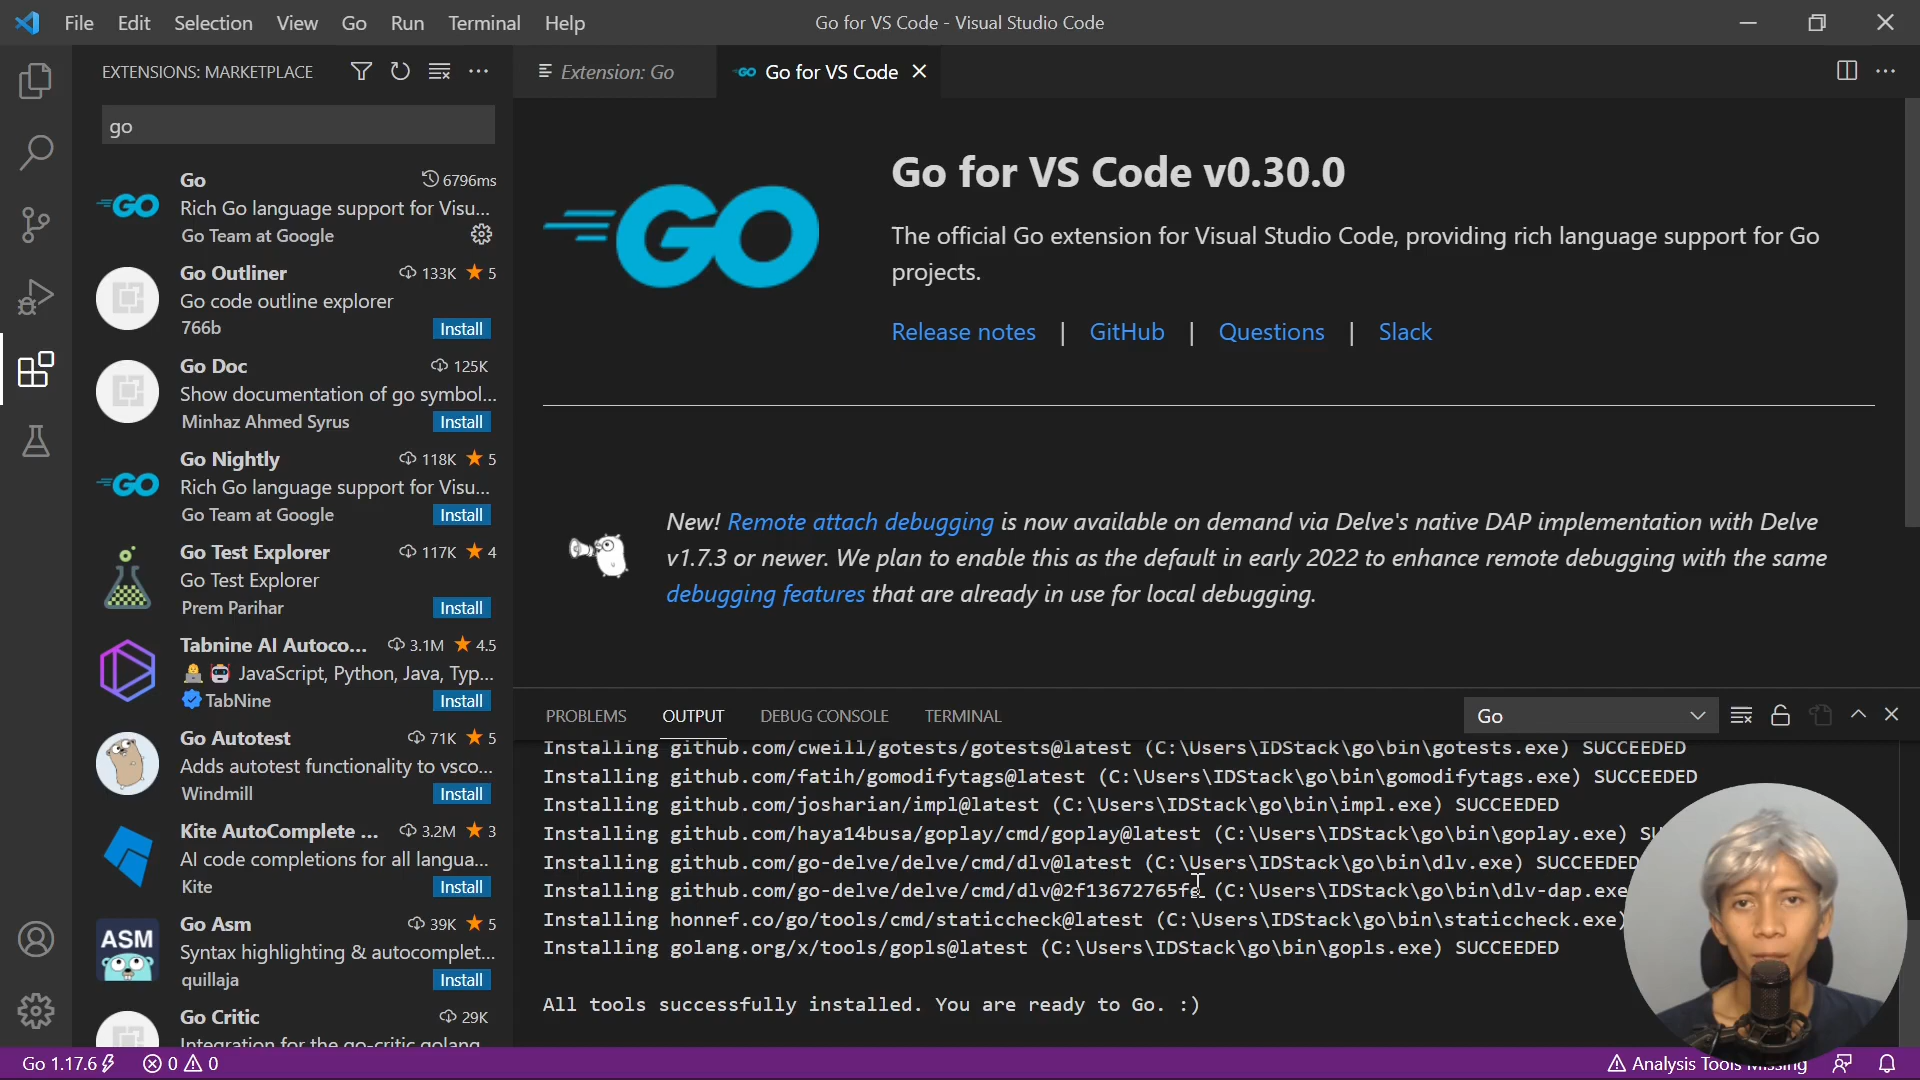 File Edit Selection View Go Run Terminal Help
Go for VS Code - Visual Studio Code
EXTENSIONS: MARKETPLACE
go
Go 6796ms
Rich Go language support for Visu...
Go Team at Google
Go Outliner 133K 5
Go code outline explorer
766b Install
Go Doc 125K
Show documentation of go symbol...
Minhaz Ahmed Syrus Install
Go Nightly 118K 5
Rich Go language support for Visu...
Go Team at Google Install
Go Test Explorer 117K 4
Go Test Explorer
Prem Parihar Install
Tabnine AI Autoco... 3.1M 4.5
JavaScript, Python, Java, Typ...
TabNine Install
Go Autotest 71K 5
Adds autotest functionality to vsco...
Windmill Install
Kite AutoComplete ... 3.2M 3
AI code completions for all langua...
Kite Install
ASM
Go Asm 39K 5
Syntax highlighting & autocomplet...
quillaja Install
Go Critic 29K
Integration for the go-critic golang
Extension: Go
Go for VS Code
GO
Go for VS Code v0.30.0
The official Go extension for Visual Studio Code, providing rich language support for Go
projects.
Release notes | GitHub | Questions | Slack
New! Remote attach debugging is now available on demand via Delve's native DAP implementation with Delve
v1.7.3 or newer. We plan to enable this as the default in early 2022 to enhance remote debugging with the same
debugging features that are already in use for local debugging.
PROBLEMS OUTPUT DEBUG CONSOLE TERMINAL
Go
Installing github.com/cweill/gotests/gotests@latest (C:\Users\IDStack\go\bin\gotests.exe) SUCCEEDED
Installing github.com/fatih/gomodifytags@latest (C:\Users\IDStack\go\bin\gomodifytags.exe) SUCCEEDED
Installing github.com/josharian/impl@latest (C:\Users\IDStack\go\bin\impl.exe) SUCCEEDED
Installing github.com/haya14busa/goplay/cmd/goplay@latest (C:\Users\IDStack\go\bin\goplay.exe)
Installing github.com/go-delve/delve/cmd/dlv@latest (C:\Users\IDStack\go\bin\dlv.exe) SUCCEEDED
Installing github.com/go-delve/delve/cmd/dlv@2f13672765fe (C:\Users\IDStack\go\bin\dlv-dap.exe
Installing honnef.co/go/tools/cmd/staticcheck@latest (C:\Users\IDStack\go\bin\staticcheck.exe)
Installing golang.org/x/tools/gopls@latest (C:\Users\IDStack\go\bin\gopls.exe) SUCCEEDED
All tools successfully installed. You are ready to Go. :)
Go 1.17.6 0 0
Analysis Tools Missing